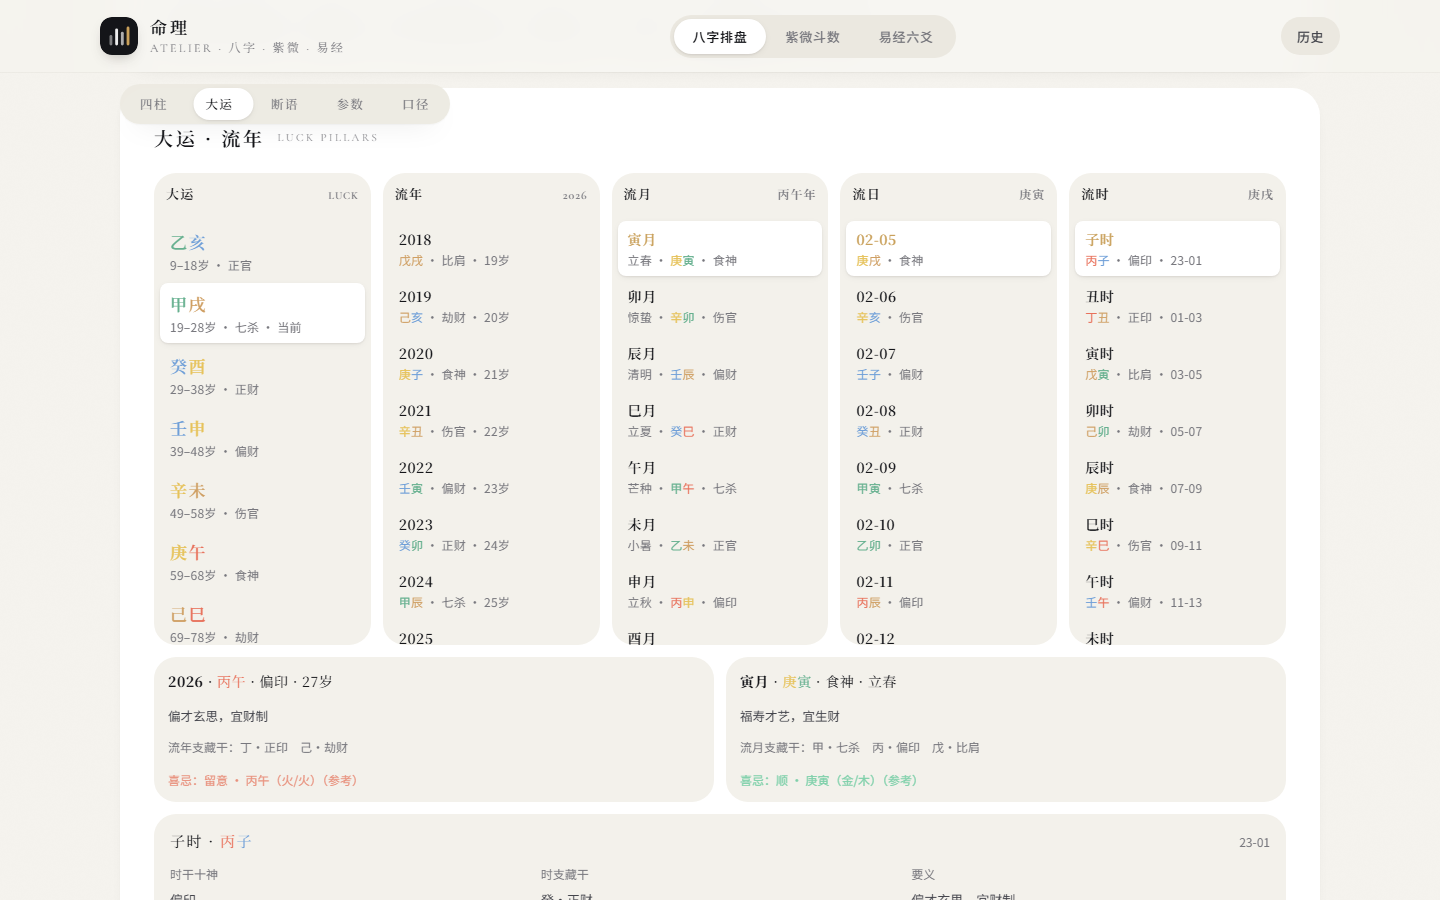 命理
ATELIER · 八字 · 紫微 · 易经
八字排盘
紫微斗数
易经六爻
历史
四柱
大运
断语
参数
口径
大运 · 流年 LUCK PILLARS
大运 LUCK
乙亥
9–18岁 · 正官
甲戌
19–28岁 · 七杀 · 当前
癸酉
29–38岁 · 正财
壬申
39–48岁 · 偏财
辛未
49–58岁 · 伤官
庚午
59–68岁 · 食神
己巳
69–78岁 · 劫财
流年 2026
2018
戊戌 · 比肩 · 19岁
2019
己亥 · 劫财 · 20岁
2020
庚子 · 食神 · 21岁
2021
辛丑 · 伤官 · 22岁
2022
壬寅 · 偏财 · 23岁
2023
癸卯 · 正财 · 24岁
2024
甲辰 · 七杀 · 25岁
2025
流月 丙午年
寅月
立春 · 庚寅 · 食神
卯月
惊蛰 · 辛卯 · 伤官
辰月
清明 · 壬辰 · 偏财
巳月
立夏 · 癸巳 · 正财
午月
芒种 · 甲午 · 七杀
未月
小暑 · 乙未 · 正官
申月
立秋 · 丙申 · 偏印
酉月
流日 庚寅
02-05
庚戌 · 食神
02-06
辛亥 · 伤官
02-07
壬子 · 偏财
02-08
癸丑 · 正财
02-09
甲寅 · 七杀
02-10
乙卯 · 正官
02-11
丙辰 · 偏印
02-12
流时 庚戌
子时
丙子 · 偏印 · 23-01
丑时
丁丑 · 正印 · 01-03
寅时
戊寅 · 比肩 · 03-05
卯时
己卯 · 劫财 · 05-07
辰时
庚辰 · 食神 · 07-09
巳时
辛巳 · 伤官 · 09-11
午时
壬午 · 偏财 · 11-13
未时
2026 · 丙午 · 偏印 · 27岁
偏才玄思，宜财制
流年支藏干：丁·正印 己·劫财
喜忌：留意 · 丙午（火/火）（参考）
寅月 · 庚寅 · 食神 · 立春
福寿才艺，宜生财
流月支藏干：甲·七杀 丙·偏印 戊·比肩
喜忌：顺 · 庚寅（金/木）（参考）
子时 · 丙子 23-01
时干十神
偏印
时支藏干
癸·正财
要义
偏才玄思，宜财制